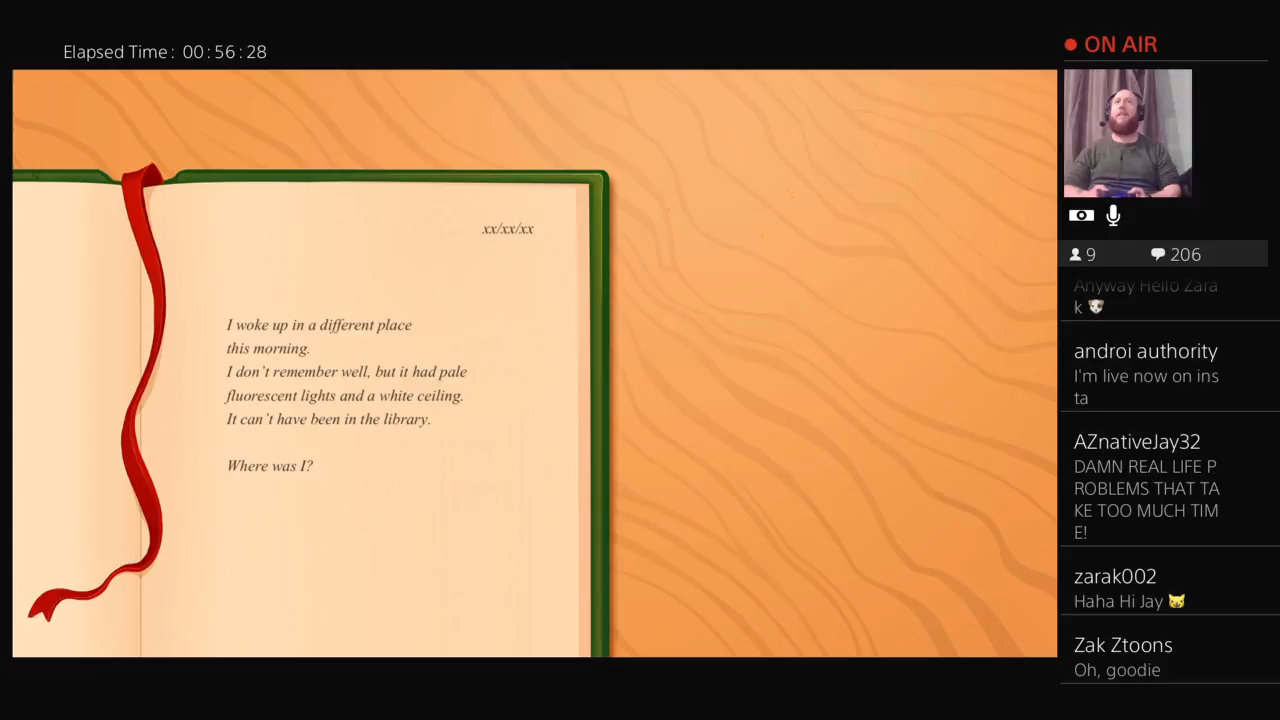 Elapsed Time: 00:56:28
ON AIR
xx/xx/xx
I woke up in a different place
this morning.
I don't remember well, but it had pale
fluorescent lights and a white ceiling.
It can't have been in the library.
Where was I?
9 206
Anyway Hello Zara
k 🐶
androi authority
I'm live now on ins
ta
AZnativeJay32
DAMN REAL LIFE P
ROBLEMS THAT TA
KE TOO MUCH TIM
E!
zarak002
Haha Hi Jay 😺
Zak Ztoons
Oh, goodie